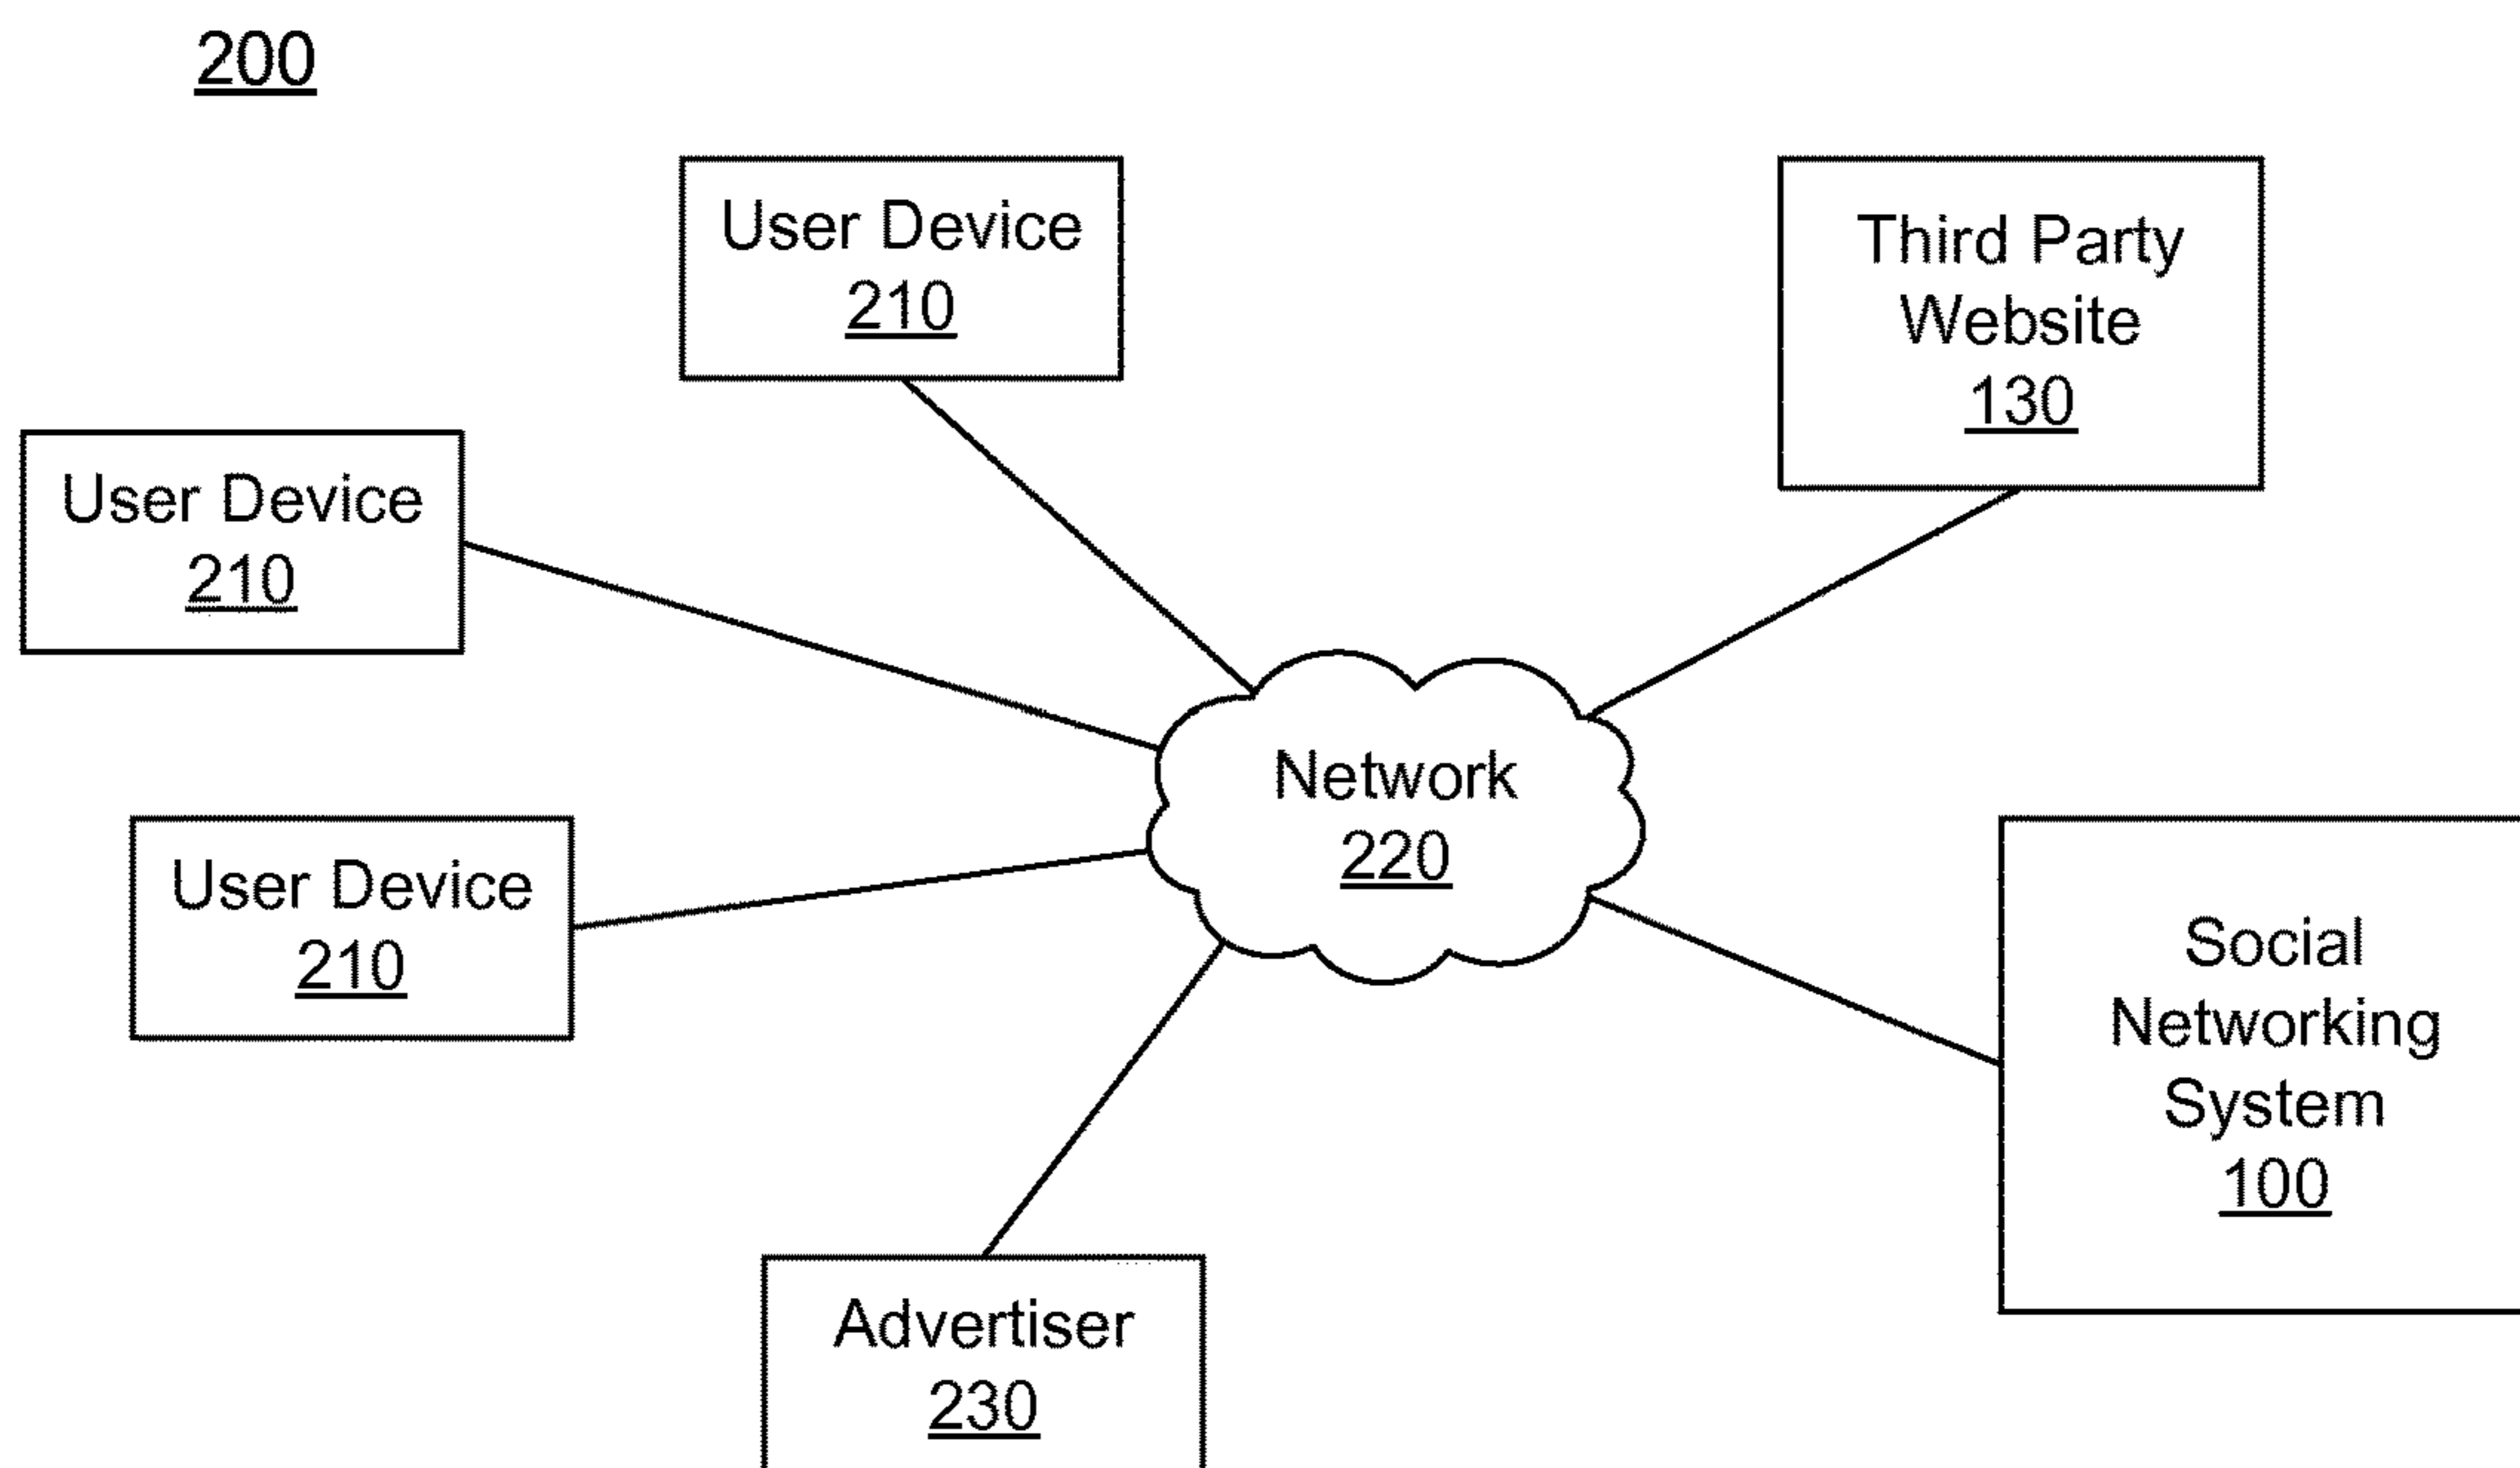 200
User Device
210
Third Party
Website
130
User Device
210
Network
220
User Device
210
Social
Networking
System
100
Advertiser
230